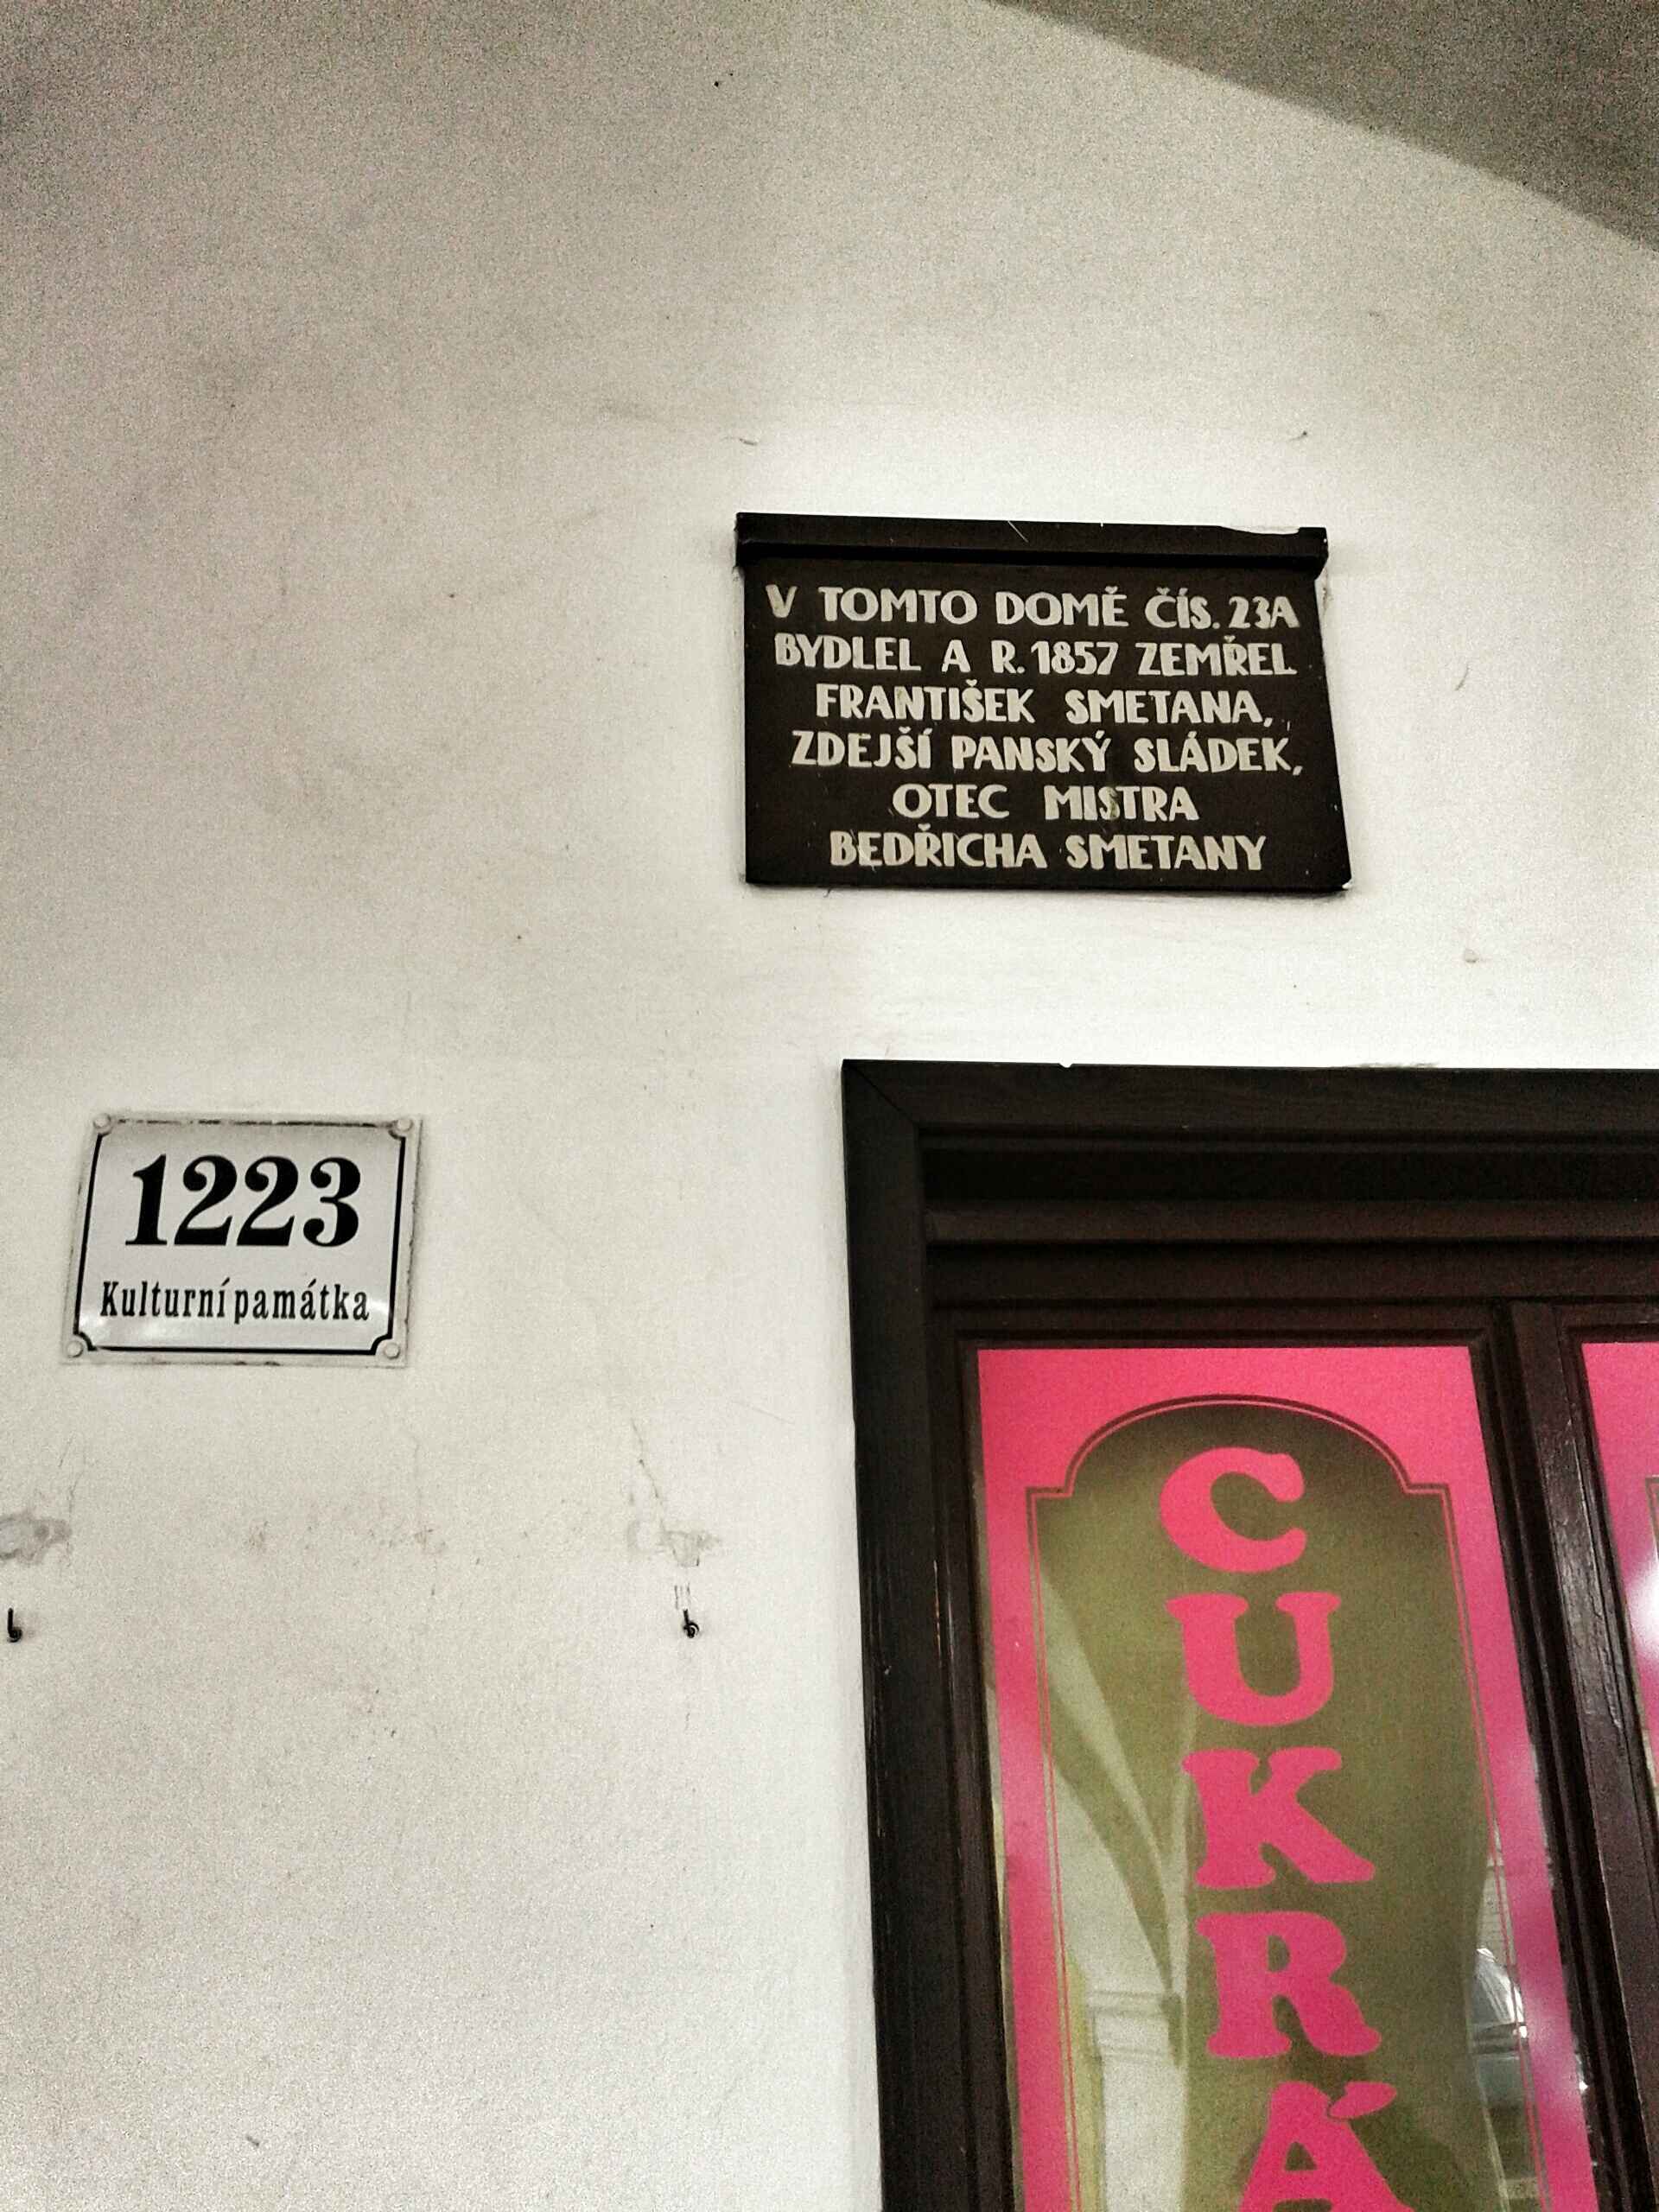 V TOMTO DOMĚ ČÍS. 23A
BYDLEL A R. 1857 ZEMŘEL
FRANTIŠEK SMETANA,
ZDEJŠÍ PANSKÝ SLÁDEK,
OTEC MISTRA
BEDŘICHA SMETANY
1223
Kulturní památka
CUKRÁ